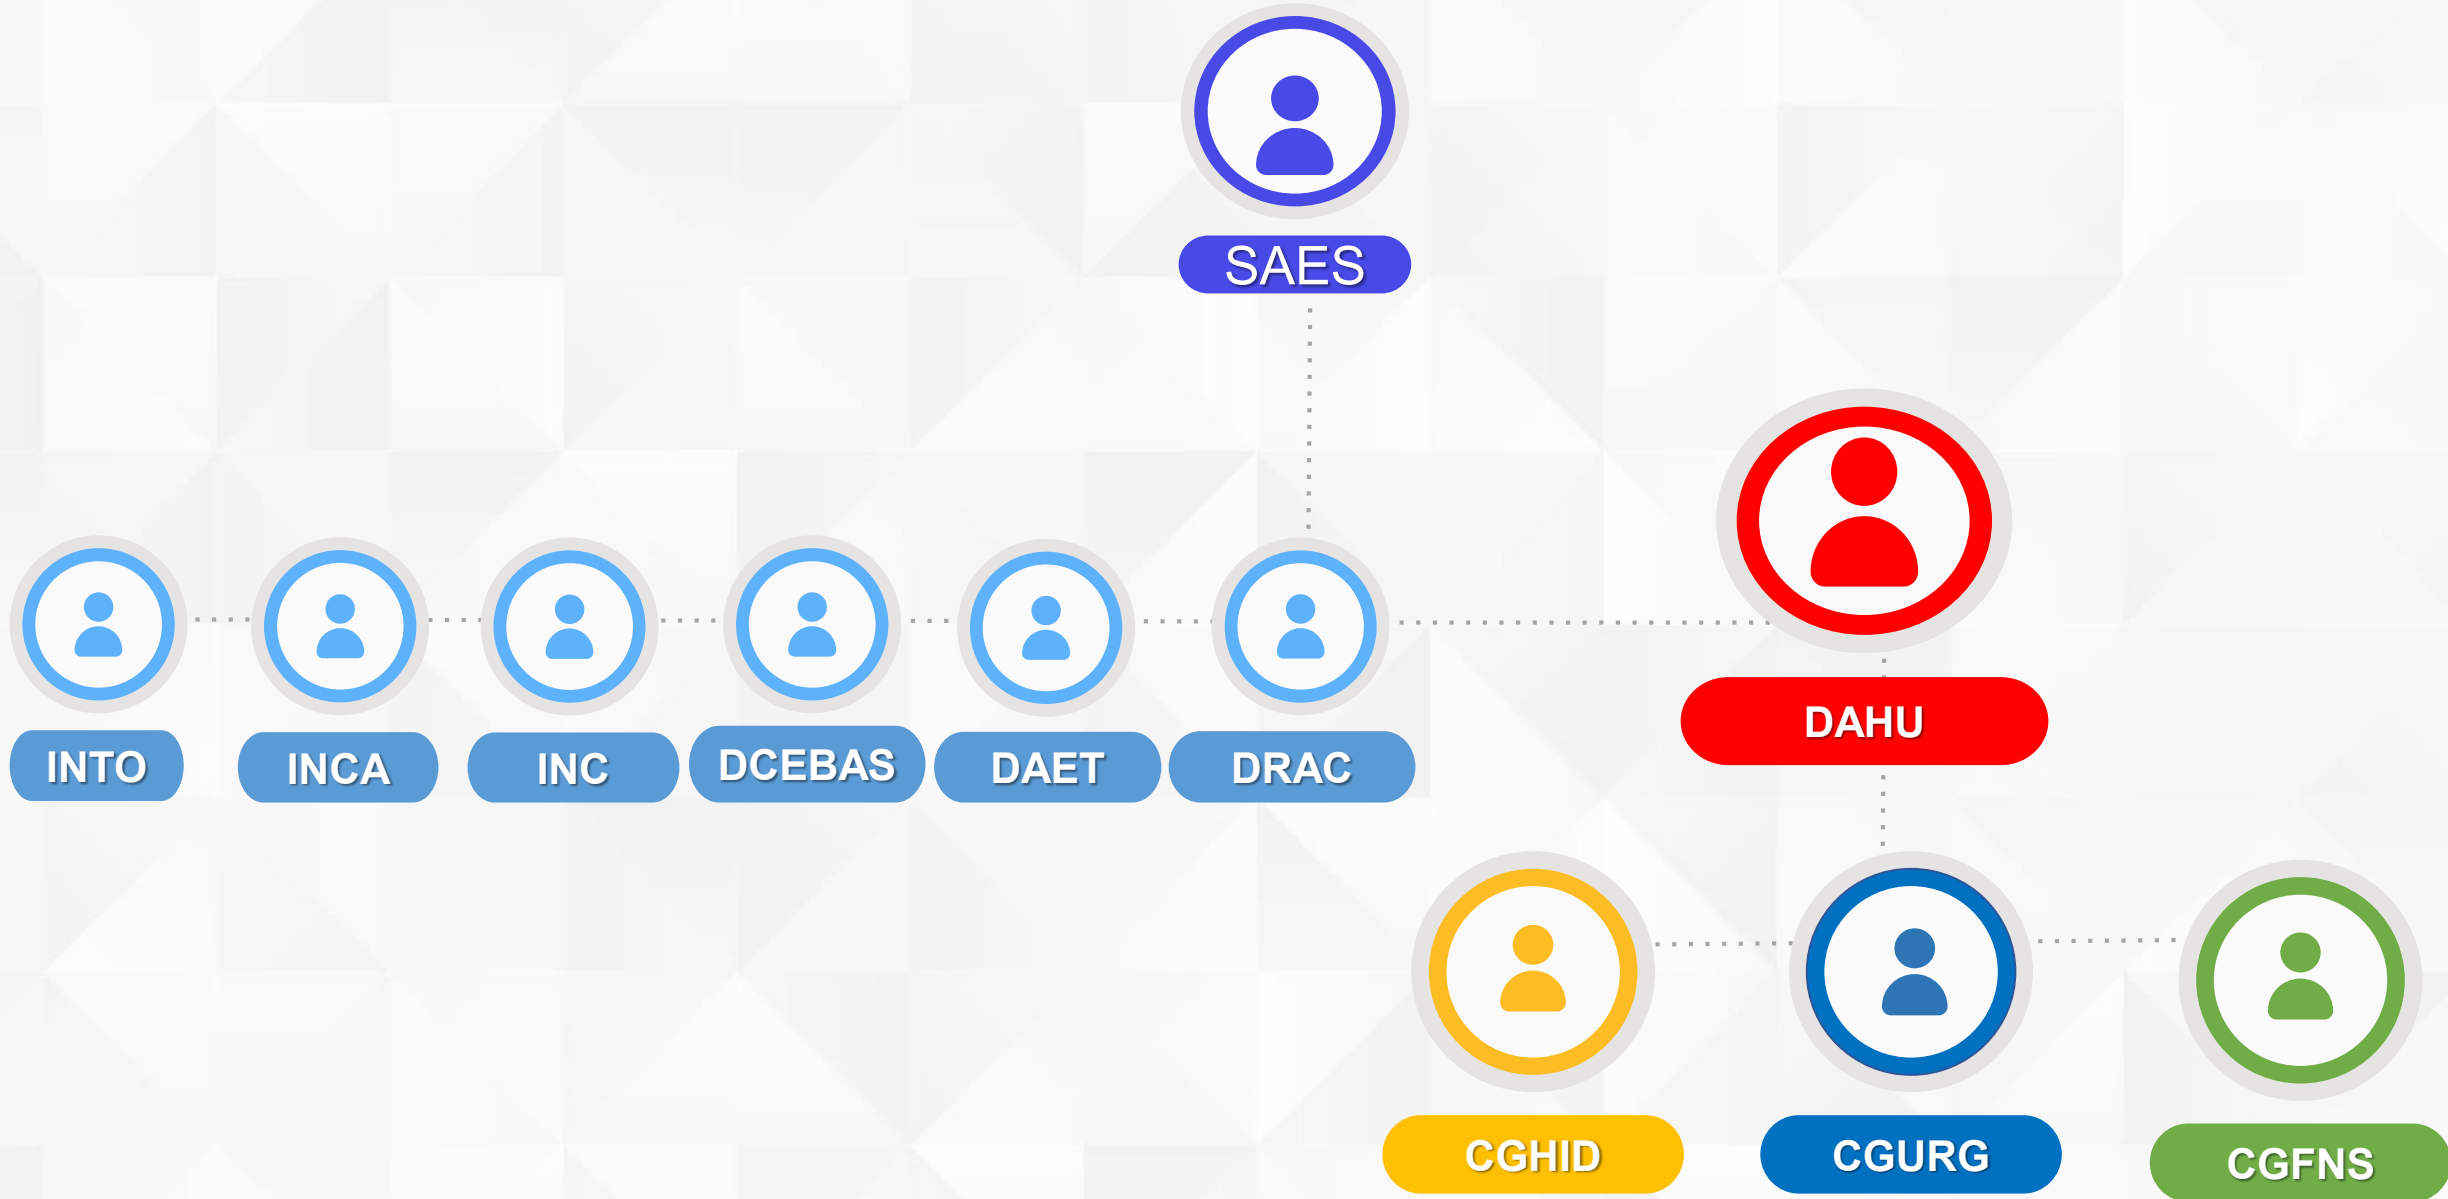 SAES
INTO
INCA
INC
DCEBAS
DAET
DRAC
DAHU
CGHID
CGURG
CGFNS